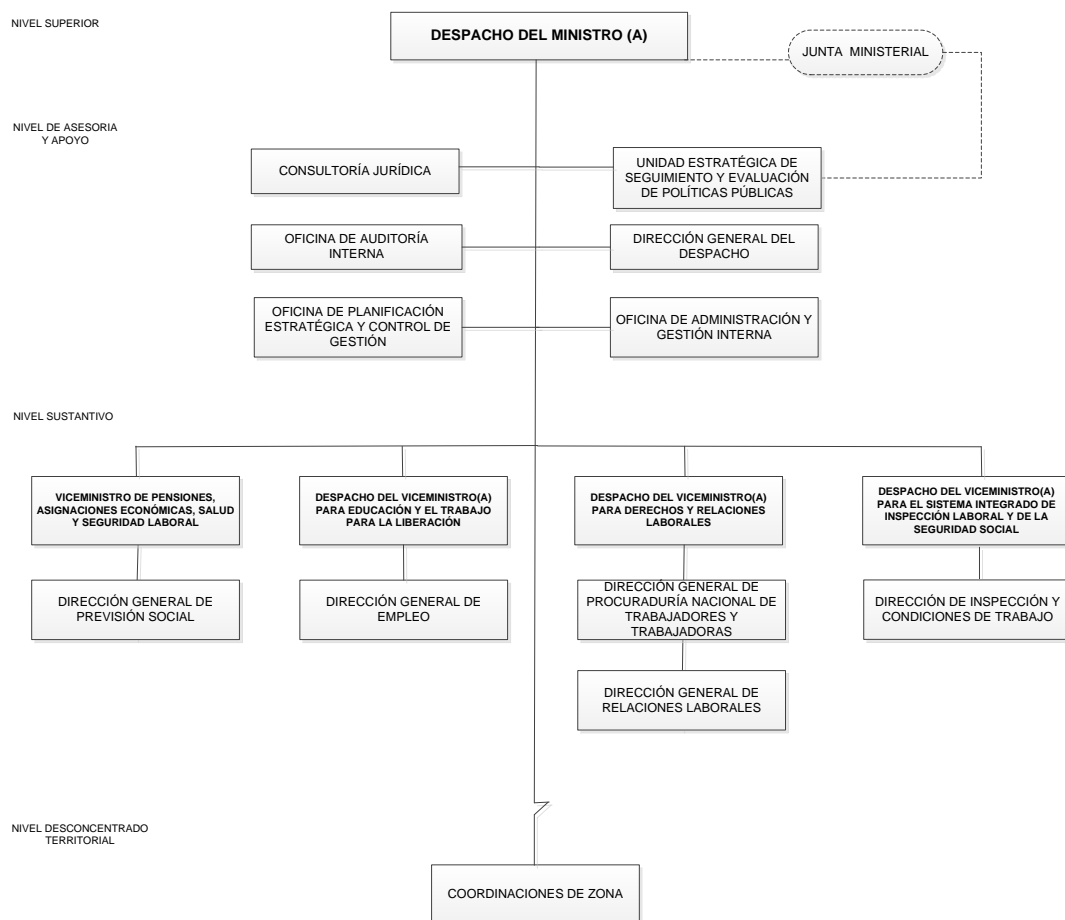 NIVEL SUPERIOR
DESPACHO DEL MINISTRO (A)
JUNTA MINISTERIAL
NIVEL DE ASESORIA
Y APOYO
CONSULTORÍA JURÍDICA
UNIDAD ESTRATÉGICA DE
SEGUIMIENTO Y EVALUACIÓN
DE POLÍTICAS PÚBLICAS
OFICINA DE AUDITORÍA
INTERNA
DIRECCIÓN GENERAL DEL
DESPACHO
OFICINA DE PLANIFICACIÓN
ESTRATÉGICA Y CONTROL DE
GESTIÓN
OFICINA DE ADMINISTRACIÓN Y
GESTIÓN INTERNA
NIVEL SUSTANTIVO
VICEMINISTRO DE PENSIONES,
ASIGNACIONES ECONÓMICAS, SALUD
Y SEGURIDAD LABORAL
DESPACHO DEL VICEMINISTRO(A)
PARA EDUCACIÓN Y EL TRABAJO
PARA LA LIBERACIÓN
DESPACHO DEL VICEMINISTRO(A)
PARA DERECHOS Y RELACIONES
LABORALES
DESPACHO DEL VICEMINISTRO(A)
PARA EL SISTEMA INTEGRADO DE
INSPECCIÓN LABORAL Y DE LA
SEGURIDAD SOCIAL
DIRECCIÓN GENERAL DE
PREVISIÓN SOCIAL
DIRECCIÓN GENERAL DE
EMPLEO
DIRECCIÓN GENERAL DE
PROCURADURÍA NACIONAL DE
TRABAJADORES Y
TRABAJADORAS
DIRECCIÓN DE INSPECCIÓN Y
CONDICIONES DE TRABAJO
DIRECCIÓN GENERAL DE
RELACIONES LABORALES
NIVEL DESCONCENTRADO
TERRITORIAL
COORDINACIONES DE ZONA